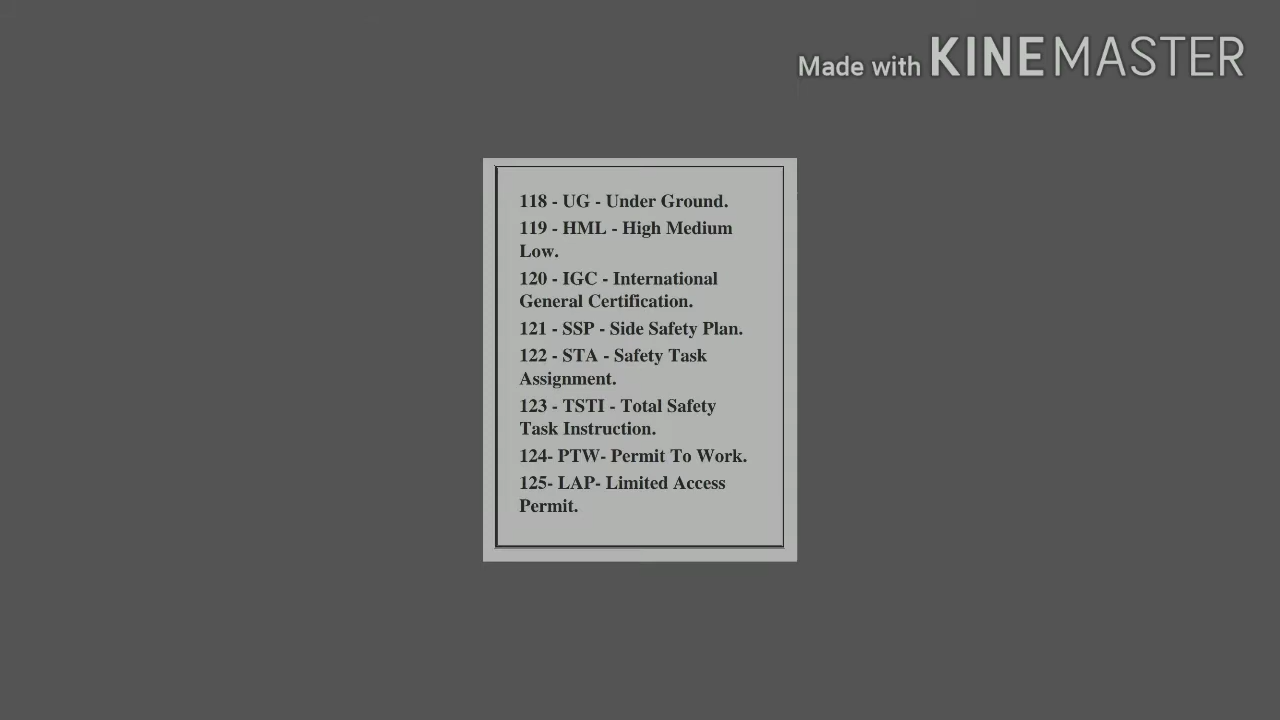 Made with KINEMASTER
118 - UG - Under Ground.
119 - HML - High Medium
Low.
120 - IGC - International
General Certification.
121 - SSP - Side Safety Plan.
122 - STA - Safety Task
Assignment.
123 - TSTI - Total Safety
Task Instruction.
124- PTW- Permit To Work.
125- LAP- Limited Access
Permit.